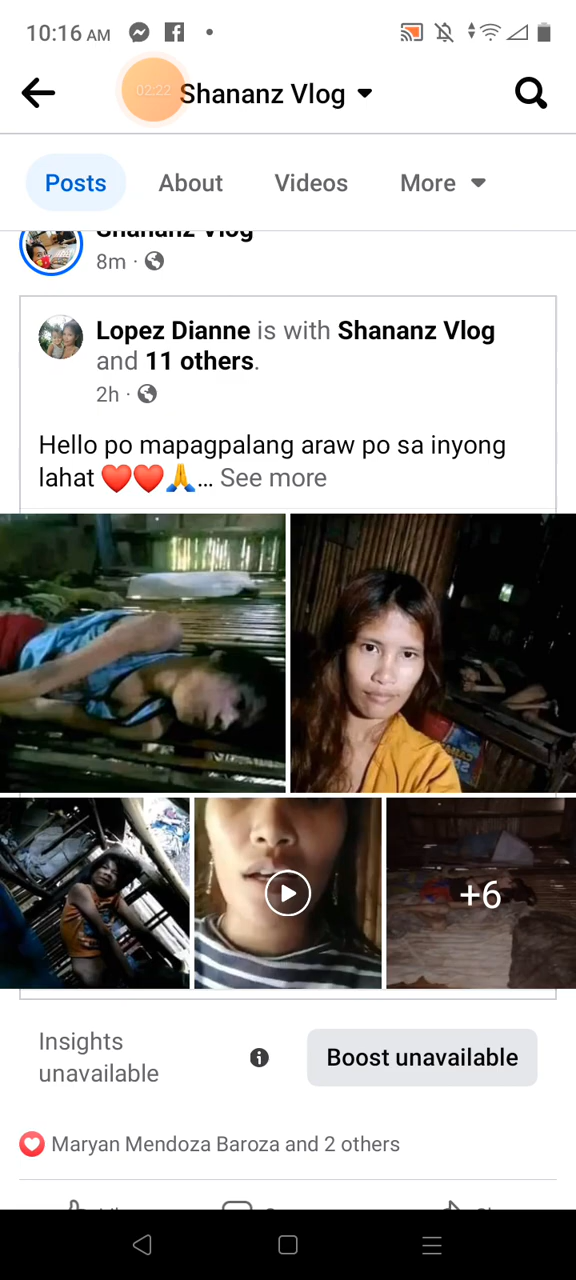 10:16 AM
02:22
Shananz Vlog
Posts
About
Videos
More
Shananz Vlog
8m
Lopez Dianne is with Shananz Vlog
and 11 others.
2h
Hello po mapagpalang araw po sa inyong
lahat ❤️❤️🙏... See more
+6
Insights
unavailable
Boost unavailable
Maryan Mendoza Baroza and 2 others